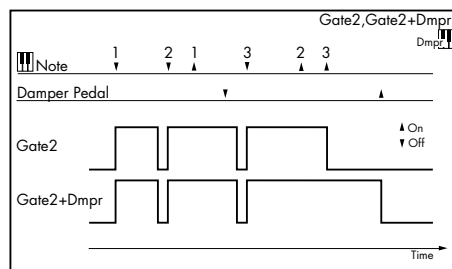 Gate2,Gate2+Dmpr
Dmpr
1 2 1 3 2 3
Note
Damper Pedal
On
Off
Gate2
Gate2+Dmpr
Time